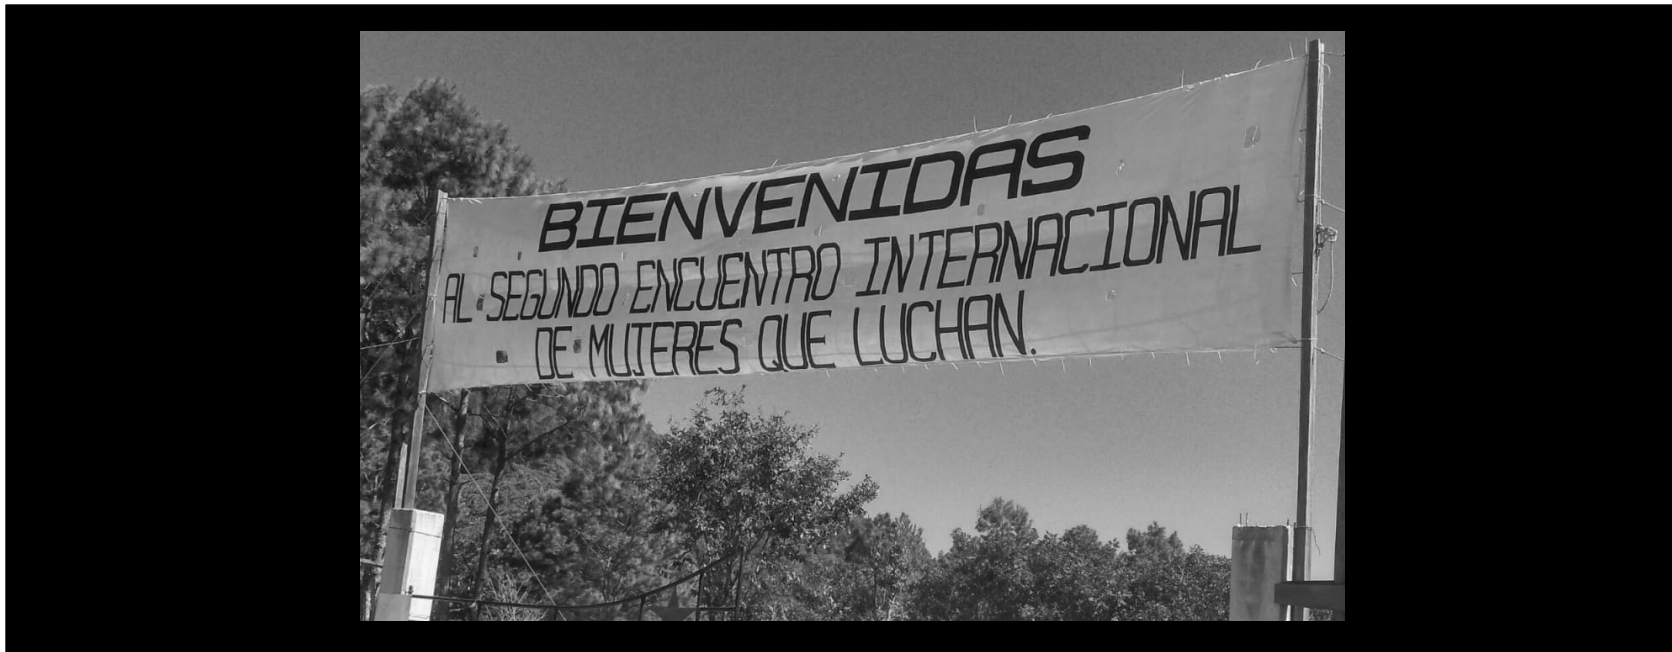 BIENVENIDAS
AL SEGUNDO ENCUENTRO INTERNACIONAL
DE MUJERES QUE LUCHAN.